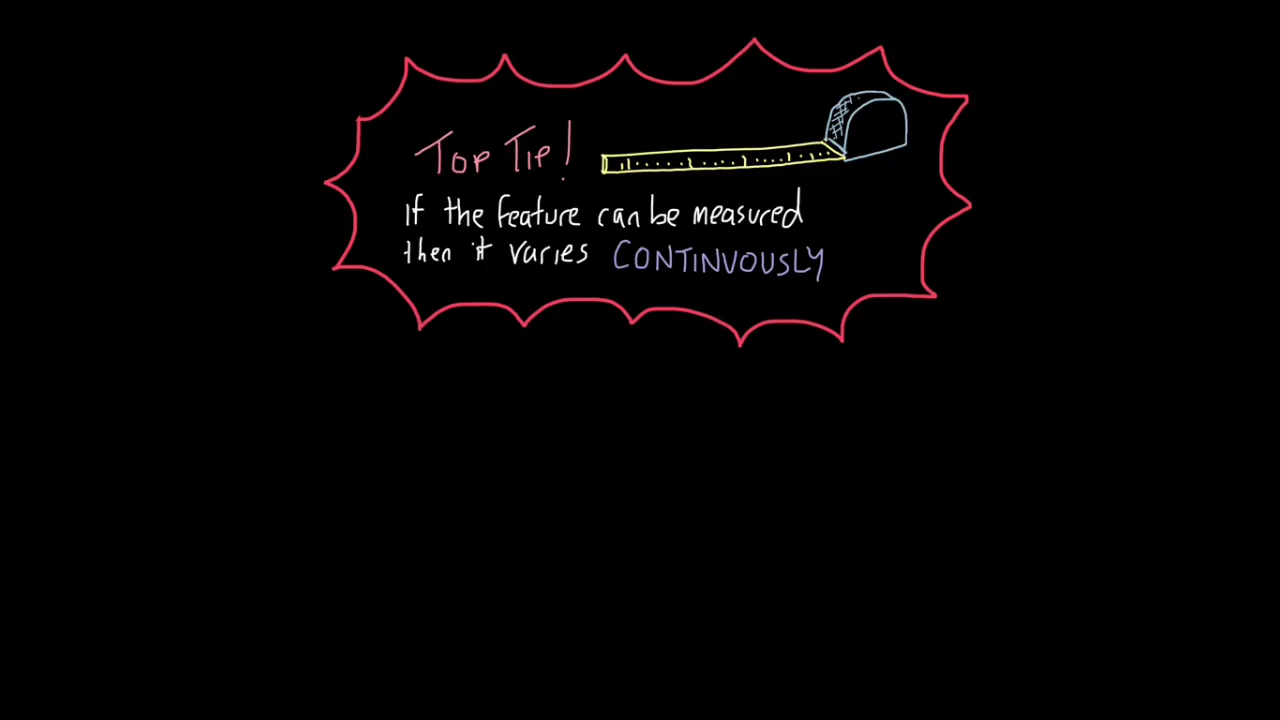 Top Tip!
If the feature can be measured
then it varies CONTINUOUSLY